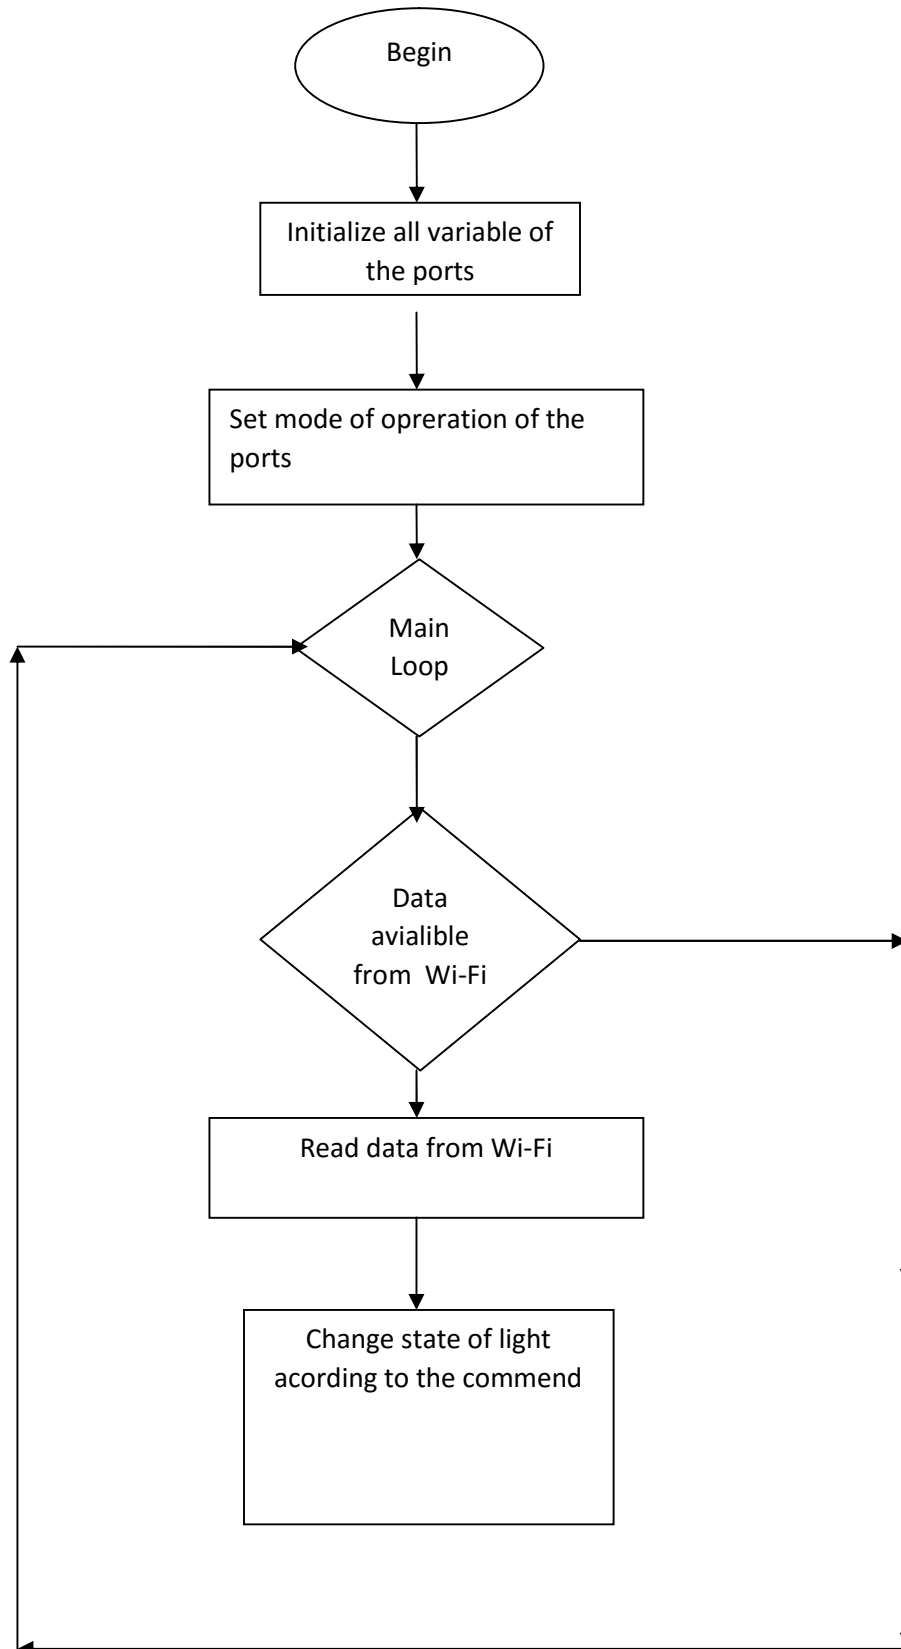 Begin
Initialize all variable of
the ports
Set mode of opreration of the
ports
Main
Loop
Data
avialible
from  Wi-Fi
Read data from Wi-Fi
Change state of light
acording to the commend